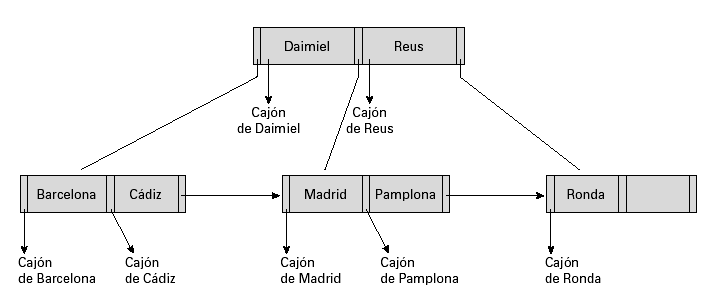 Daimiel Reus
Cajón
de Daimiel
Cajón
de Reus
Barcelona Cádiz Madrid Pamplona Ronda
Cajón
de Barcelona
Cajón
de Cádiz
Cajón
de Madrid
Cajón
de Pamplona
Cajón
de Ronda